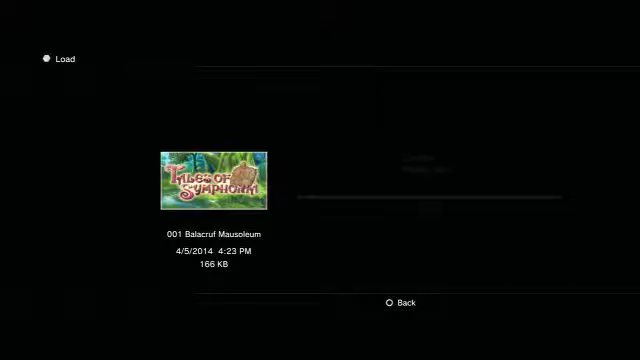 Load
TALES OF
SYMPHONIA
001 Balacruf Mausoleum
4/5/2014 4:23 PM
166 KB
Back